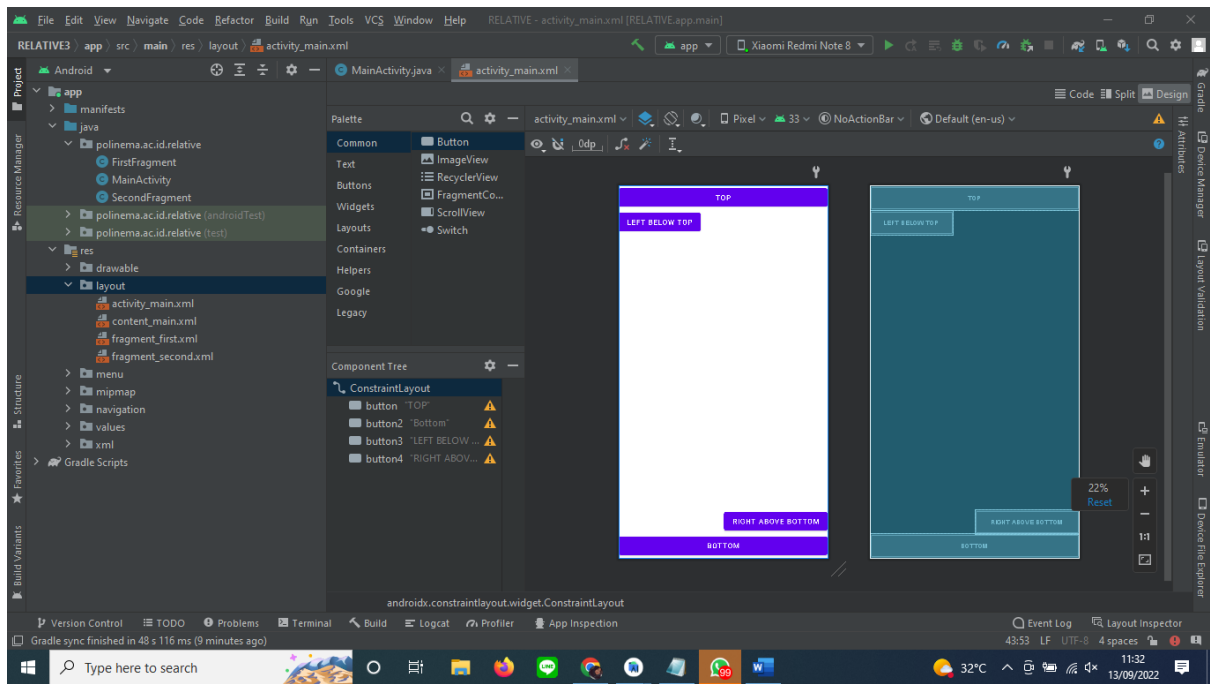 File Edit View Navigate Code Refactor Build Run Tools VCS Window Help RELATIVE - activity_main.xml [RELATIVE.app.main]
RELATIVE3 app src main res layout activity_main.xml app Xiaomi Redmi Note 8
Project
Android
MainActivity.java activity_main.xml
Code Split Design
Gradle
Resource Manager
app
manifests
java
polinema.ac.id.relative
FirstFragment
MainActivity
SecondFragment
polinema.ac.id.relative (androidTest)
polinema.ac.id.relative (test)
res
drawable
layout
activity_main.xml
content_main.xml
fragment_first.xml
fragment_second.xml
menu
mipmap
navigation
values
xml
Gradle Scripts
Structure
Favorites
Build Variants
Palette
Common
Text
Buttons
Widgets
Layouts
Containers
Helpers
Google
Legacy
Button
ImageView
RecyclerView
FragmentCo...
ScrollView
Switch
Component Tree
ConstraintLayout
button "TOP"
button2 "Bottom"
button3 "LEFT BELOW ...
button4 "RIGHT ABOV...
activity_main.xml Pixel 33 NoActionBar Default (en-us)
0dp
TOP
LEFT BELOW TOP
RIGHT ABOVE BOTTOM
BOTTOM
TOP
LEFT BELOW TOP
RIGHT ABOVE BOTTOM
BOTTOM
22%
Reset
1:1
Attributes
Device Manager
Layout Validation
Emulator
Device File Explorer
androidx.constraintlayout.widget.ConstraintLayout
Version Control TODO Problems Terminal Build Logcat Profiler App Inspection Event Log Layout Inspector
Gradle sync finished in 48 s 116 ms (9 minutes ago) 43:53 LF UTF-8 4 spaces
Type here to search
LINE
99
32°C
11:32
13/09/2022